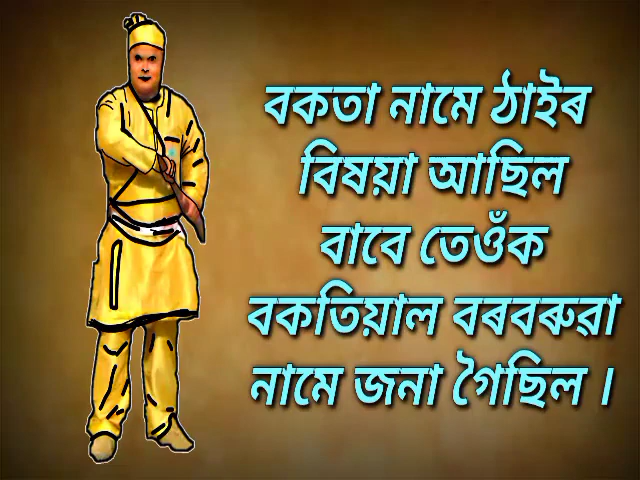 বকতা নামে ঠাইৰ
বিষয়া আছিল
বাবে তেওঁক
বকতিয়াল বৰবৰুৱা
নামে জনা গৈছিল ।